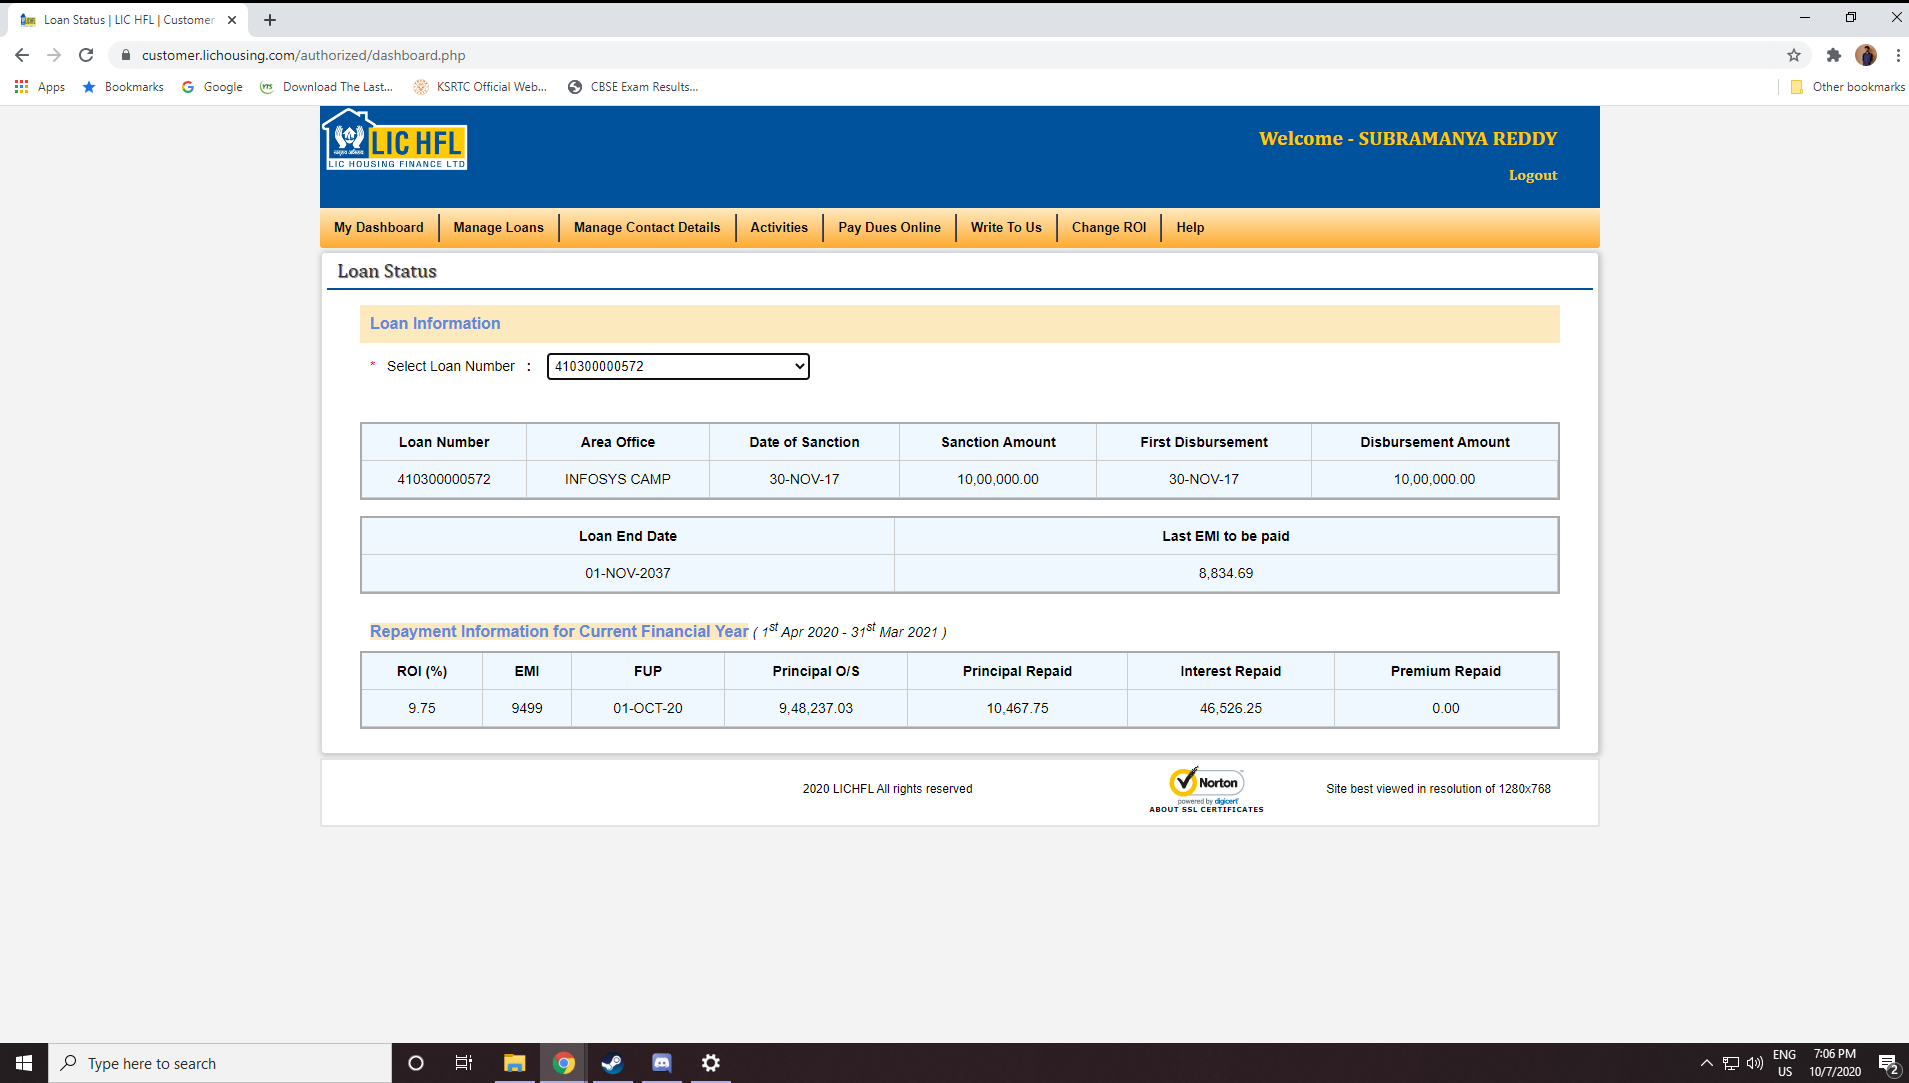 Loan Status | LIC HFL | Customer
customer.lichousing.com/authorized/dashboard.php
Apps
Bookmarks
Google
Download The Last...
KSRTC Official Web...
CBSE Exam Results...
Other bookmarks
LIC HFL
LIC HOUSING FINANCE LTD
Welcome - SUBRAMANYA REDDY
Logout
My Dashboard
Manage Loans
Manage Contact Details
Activities
Pay Dues Online
Write To Us
Change ROI
Help
Loan Status
Loan Information
* Select Loan Number : 410300000572
Loan Number Area Office Date of Sanction Sanction Amount First Disbursement Disbursement Amount
410300000572 INFOSYS CAMP 30-NOV-17 10,00,000.00 30-NOV-17 10,00,000.00
Loan End Date Last EMI to be paid
01-NOV-2037 8,834.69
Repayment Information for Current Financial Year ( 1st Apr 2020 - 31st Mar 2021 )
ROI (%) EMI FUP Principal O/S Principal Repaid Interest Repaid Premium Repaid
9.75 9499 01-OCT-20 9,48,237.03 10,467.75 46,526.25 0.00
2020 LICHFL All rights reserved
Norton
powered by digicert
ABOUT SSL CERTIFICATES
Site best viewed in resolution of 1280x768
Type here to search
ENG
US
7:06 PM
10/7/2020
2